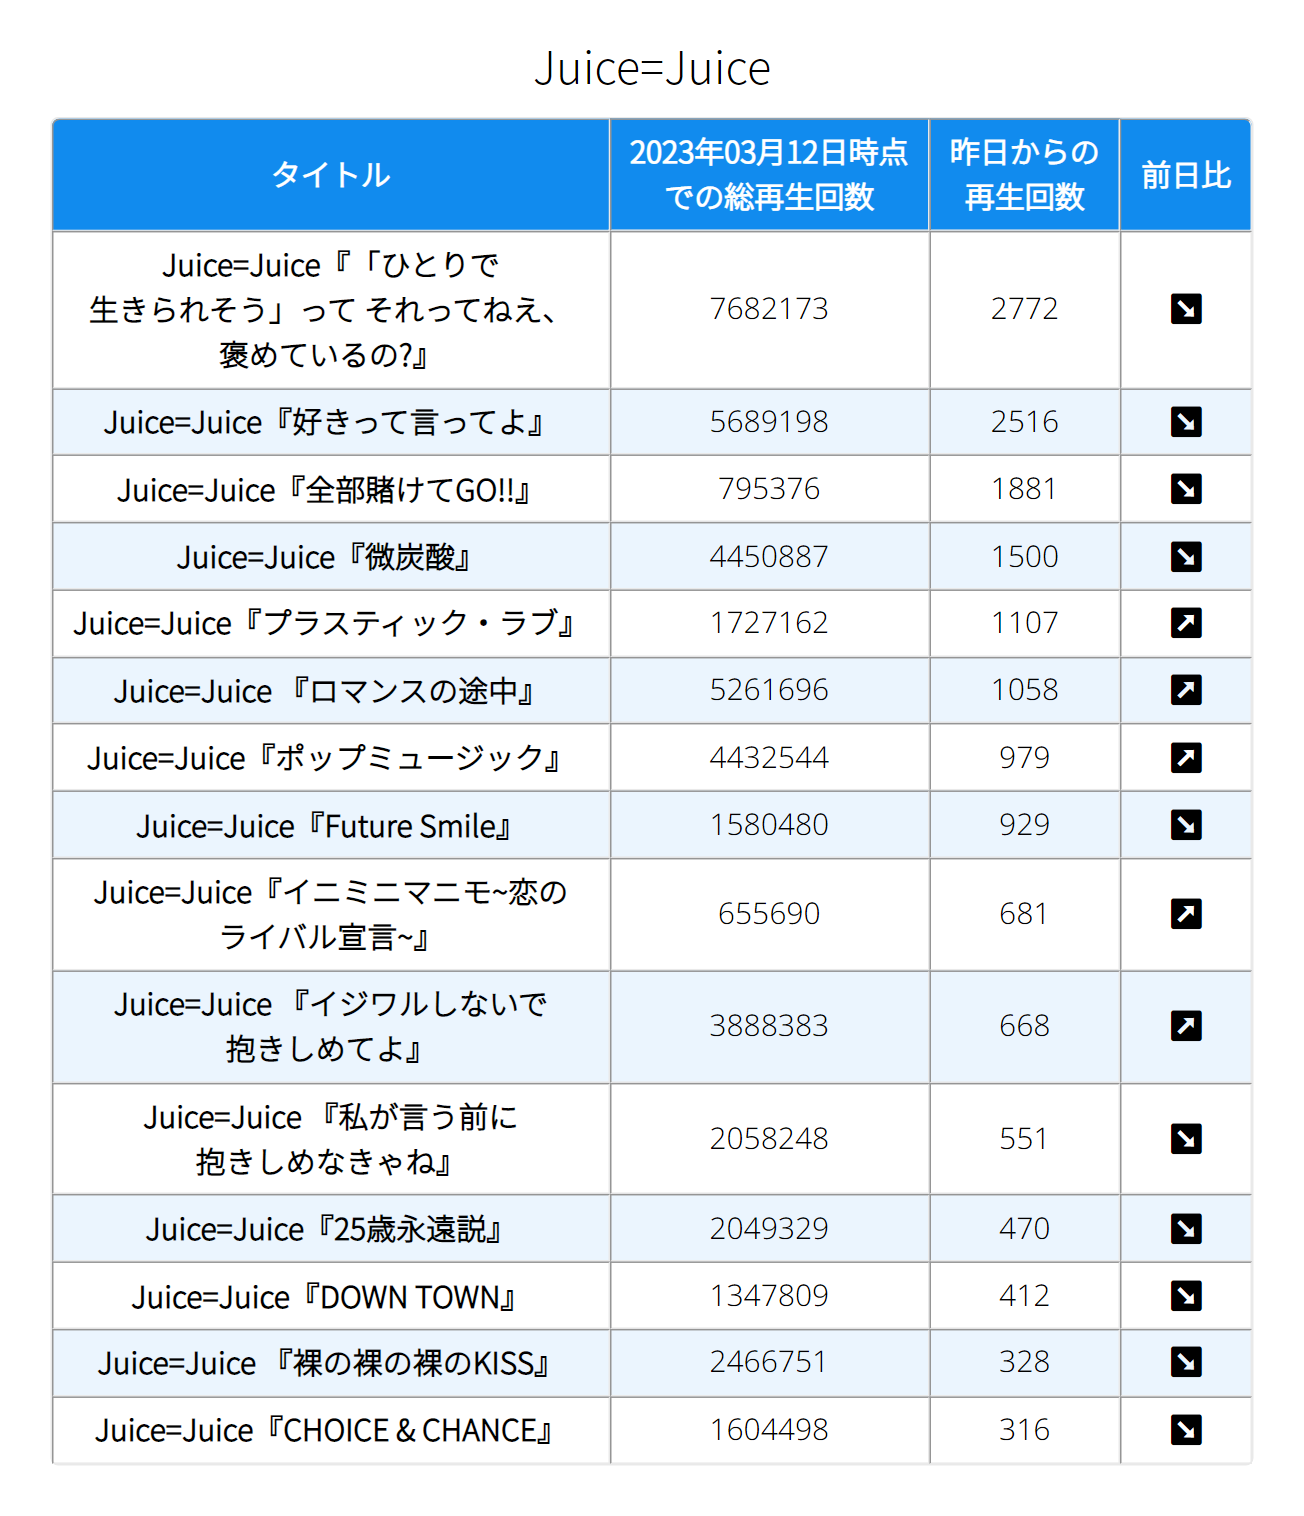 Juice=Juice
タイトル
2023年03月12日時点
での総再生回数
昨日からの
再生回数
前日比
Juice=Juice『「ひとりで
生きられそう」って それってねえ、
褒めているの?』
7682173
2772
↘
Juice=Juice『好きって言ってよ』
5689198
2516
↘
Juice=Juice『全部賭けてGO!!』
795376
1881
↘
Juice=Juice『微炭酸』
4450887
1500
↘
Juice=Juice『プラスティック・ラブ』
1727162
1107
↗
Juice=Juice 『ロマンスの途中』
5261696
1058
↗
Juice=Juice『ポップミュージック』
4432544
979
↗
Juice=Juice『Future Smile』
1580480
929
↘
Juice=Juice『イニミニマニモ~恋の
ライバル宣言~』
655690
681
↗
Juice=Juice 『イジワルしないで
抱きしめてよ』
3888383
668
↗
Juice=Juice 『私が言う前に
抱きしめなきゃね』
2058248
551
↘
Juice=Juice『25歳永遠説』
2049329
470
↘
Juice=Juice『DOWN TOWN』
1347809
412
↘
Juice=Juice 『裸の裸の裸のKISS』
2466751
328
↘
Juice=Juice『CHOICE & CHANCE』
1604498
316
↘